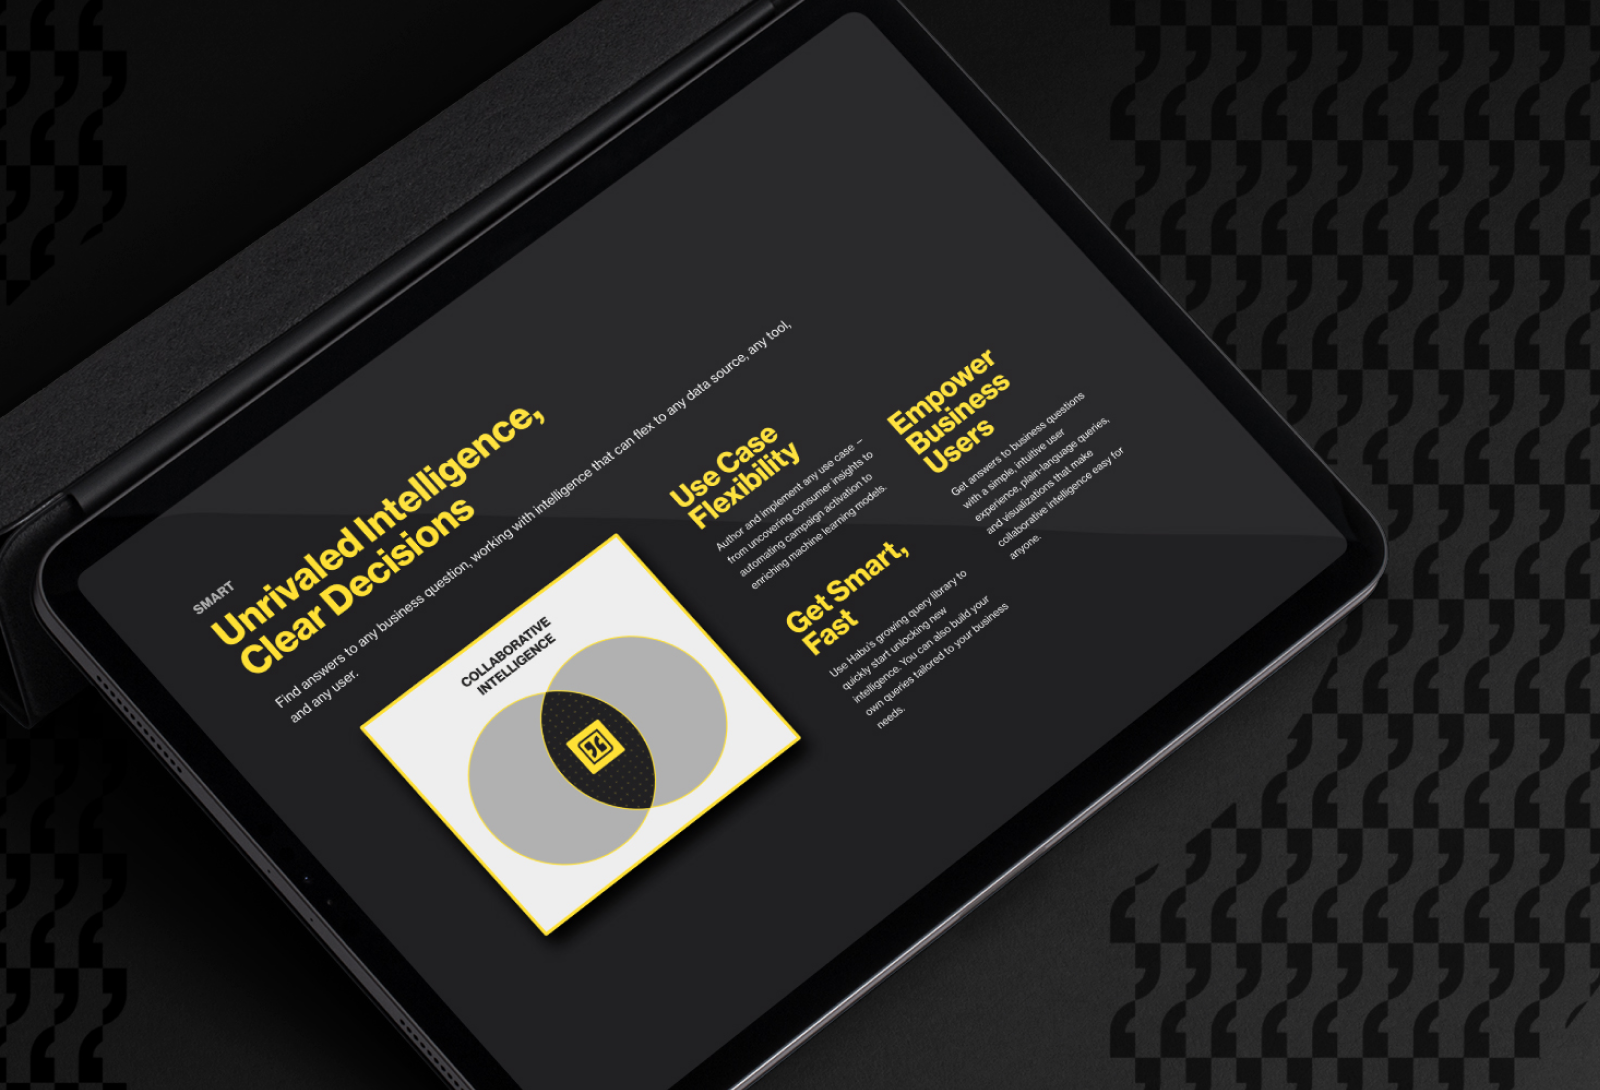 SMART
Unrivaled Intelligence,
Clear Decisions
Find answers to any business question, working with intelligence that can flex to any data source, any tool,
and any user.
COLLABORATIVE
INTELLIGENCE
Use Case
Flexibility
Author and implement any use case –
from uncovering consumer insights to
automating campaign activation to
enriching machine learning models.
Empower
Business
Users
Get answers to business questions
with a simple, intuitive user
experience, plain-language queries,
and visualizations that make
collaborative intelligence easy for
anyone.
Get Smart,
Fast
Use Habu's growing query library to
quickly start unlocking new
intelligence. You can also build your
own queries tailored to your business
needs.